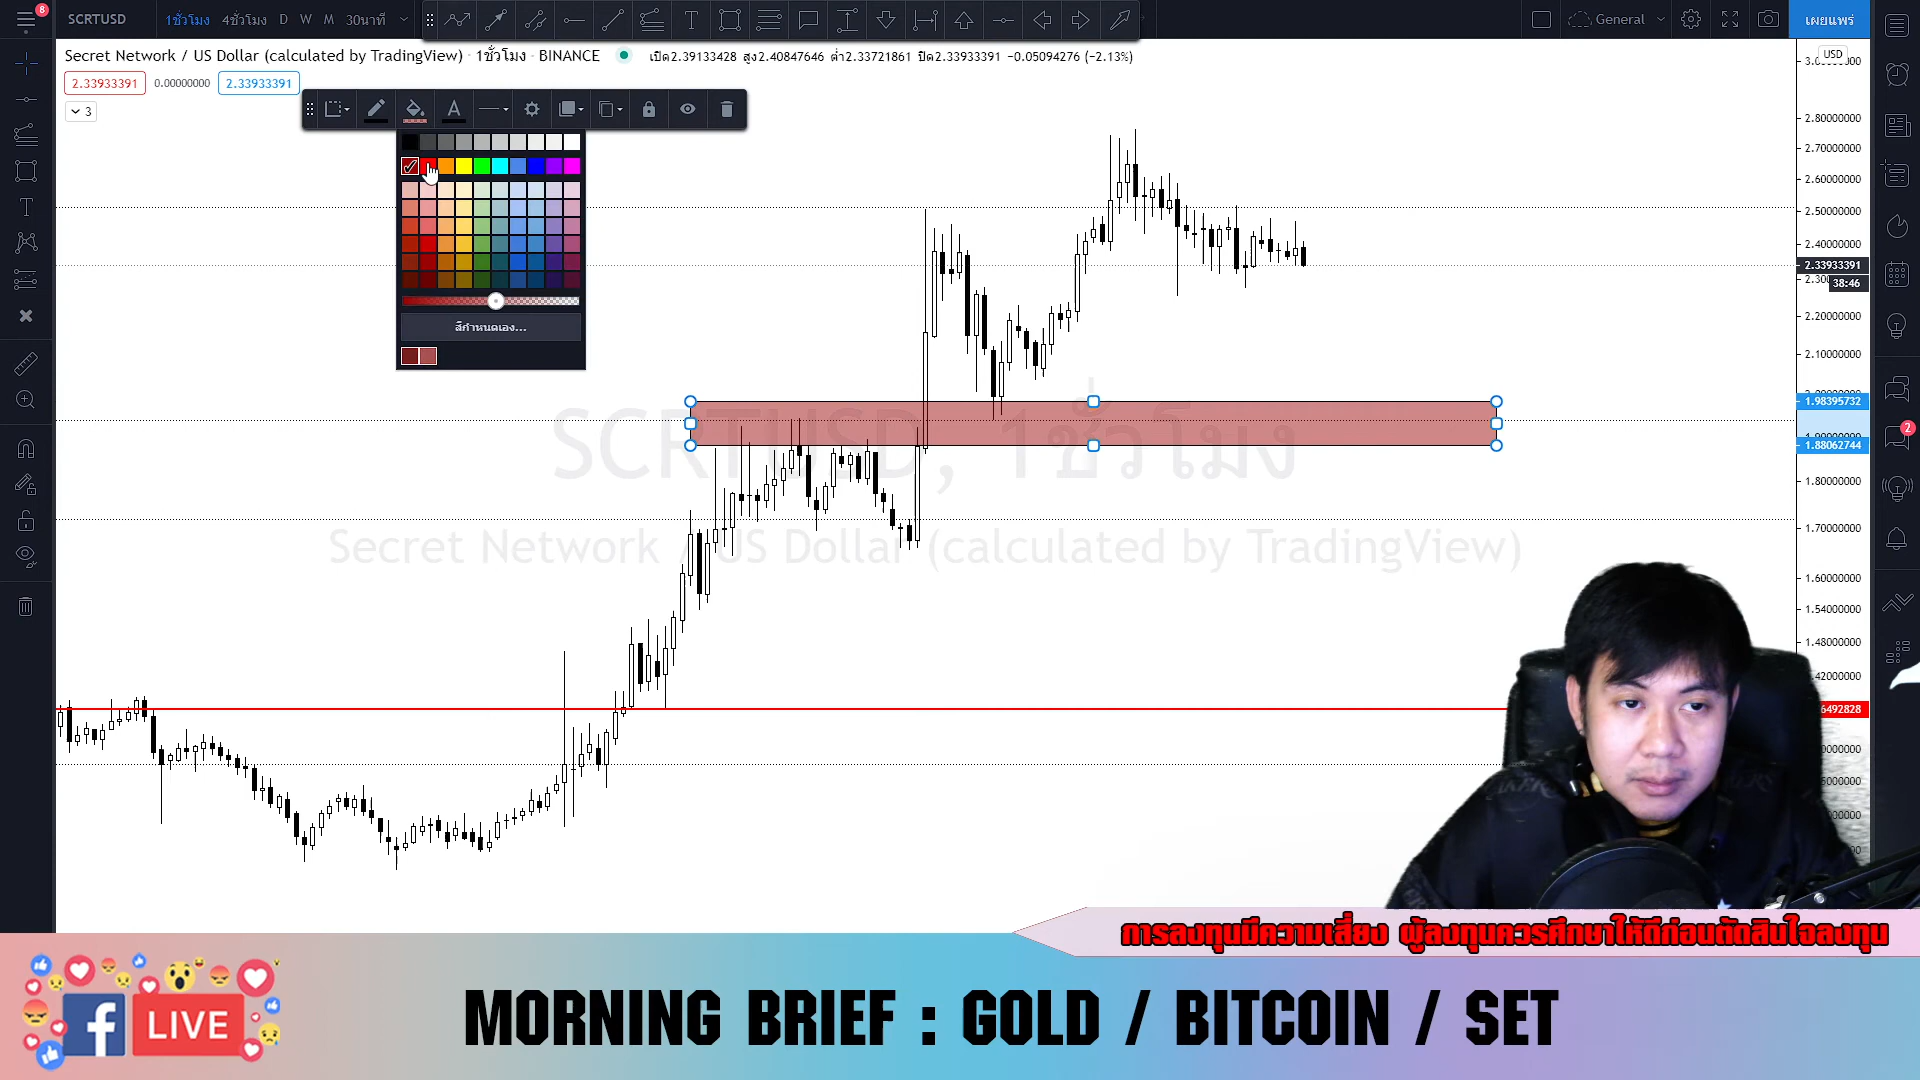 8
SCRTUSD
1ชั่วโมง 4ชั่วโมง D W M 30นาที
General
เผยแพร่
Secret Network / US Dollar (calculated by TradingView) · 1ชั่วโมง · BINANCE
เปิด2.39133428 สูง2.40847646 ต่ำ2.33721861 ปิด2.33933391 −0.05094276 (−2.13%)
USD
2.33933391 0.00000000 2.33933391
3
2.80000000
2.70000000
2.60000000
2.50000000
2.40000000
2.33933391
38:46
2.20000000
2.10000000
สีกำหนดเอง...
1.98395732
1.88062744
2
SCRTUSD, 1ชั่วโมง
1.80000000
1.70000000
Secret Network / US Dollar (calculated by TradingView)
1.60000000
1.54000000
1.48000000
.42000000
6492828
การลงทุนมีความเสี่ยง ผู้ลงทุนควรศึกษาให้ดีก่อนตัดสินใจลงทุน
f LIVE
MORNING BRIEF : GOLD / BITCOIN / SET